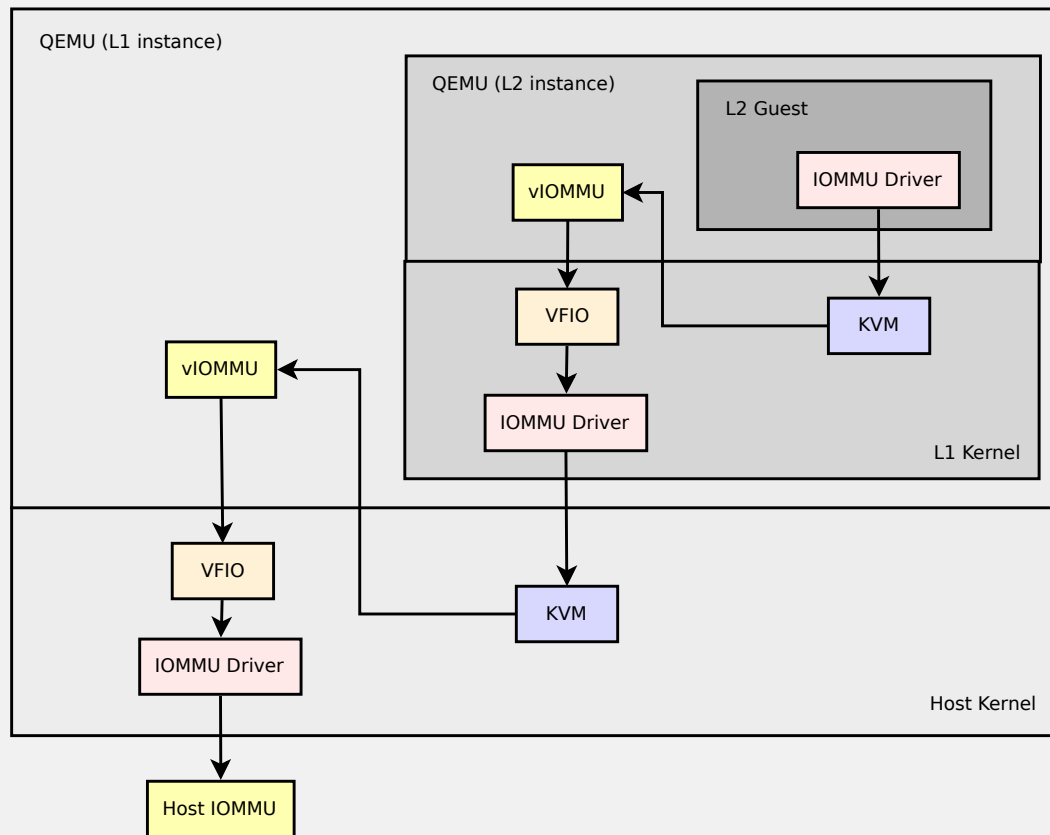 QEMU (L1 instance)
QEMU (L2 instance)
L2 Guest
IOMMU Driver
vIOMMU
VFIO
KVM
vIOMMU
IOMMU Driver
L1 Kernel
VFIO
KVM
IOMMU Driver
Host Kernel
Host IOMMU